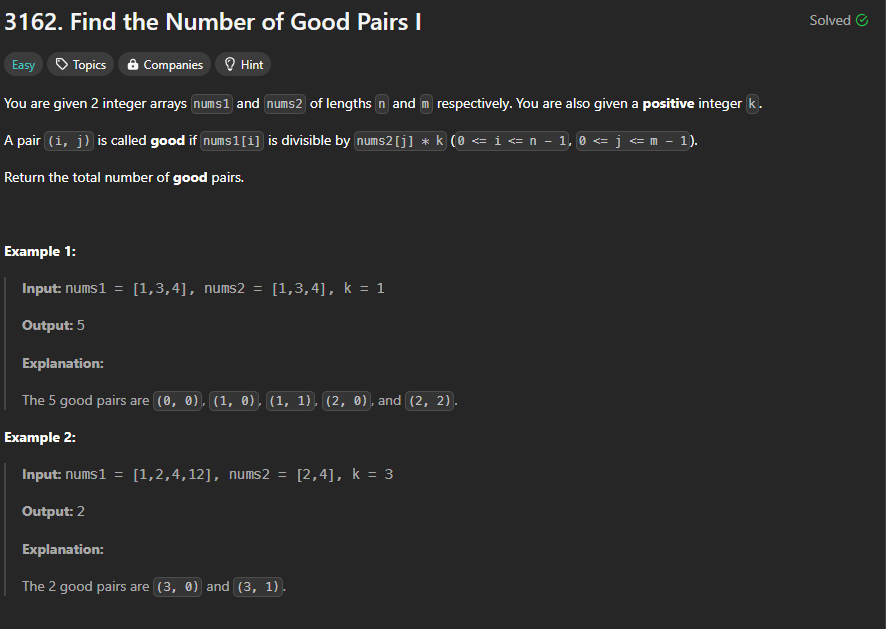 3162. Find the Number of Good Pairs I
Solved
Easy
Topics
Companies
Hint
You are given 2 integer arrays nums1 and nums2 of lengths n and m respectively. You are also given a positive integer k.
A pair (i, j) is called good if nums1[i] is divisible by nums2[j] * k (0 <= i <= n - 1, 0 <= j <= m - 1).
Return the total number of good pairs.
Example 1:
Input: nums1 = [1,3,4], nums2 = [1,3,4], k = 1
Output: 5
Explanation:
The 5 good pairs are (0, 0), (1, 0), (1, 1), (2, 0), and (2, 2).
Example 2:
Input: nums1 = [1,2,4,12], nums2 = [2,4], k = 3
Output: 2
Explanation:
The 2 good pairs are (3, 0) and (3, 1).